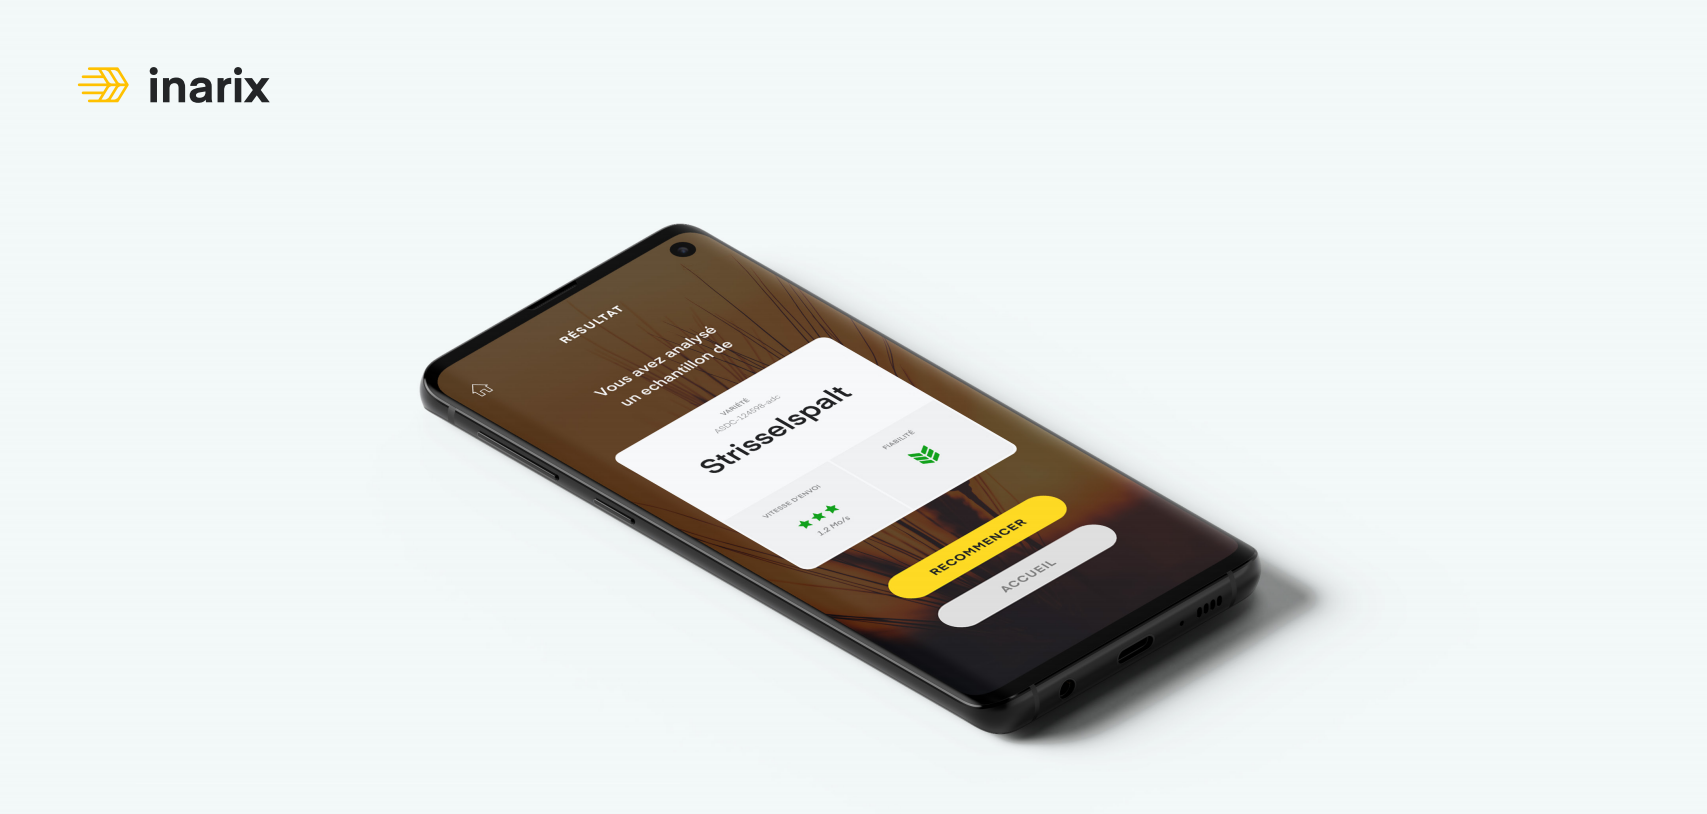 inarix
RÉSULTAT
Vous avez analysé
un echantillon de
VARIÉTÉ
ASDC-124598-adc
Strisselspalt
VITESSE D'ENVOI
1.2 Mo/s
FIABILITÉ
RECOMMENCER
ACCUEIL